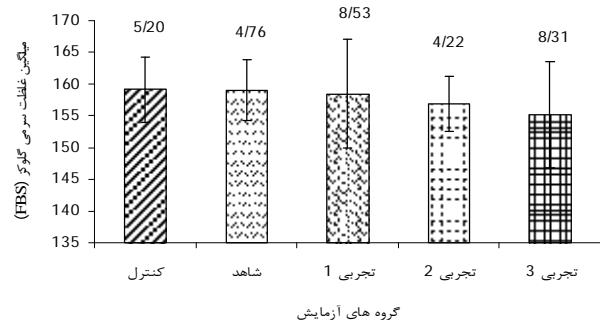 میانگین غلظت سرمی گلوکز (FBS)
170
165
160
155
150
145
140
135
5/20
4/76
8/53
4/22
8/31
کنترل
شاهد
تجربی 1
تجربی 2
تجربی 3
گروه های آزمایش